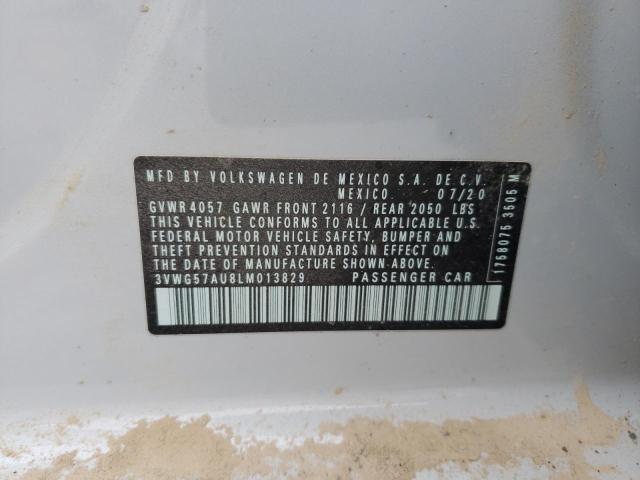 MFD BY VOLKSWAGEN DE MEXICO S.A. DE C.V.
MEXICO 07/20
GVWR 4057 GAWR FRONT 2116 / REAR 2050 LBS
THIS VEHICLE CONFORMS TO ALL APPLICABLE U.S.
FEDERAL MOTOR VEHICLE SAFETY, BUMPER AND
THEFT PREVENTION STANDARDS IN EFFECT ON
THE DATE OF MANUFACTURE SHOWN ABOVE.
3VWG57AU8LM013829 PASSENGER CAR
1758075 3505 M